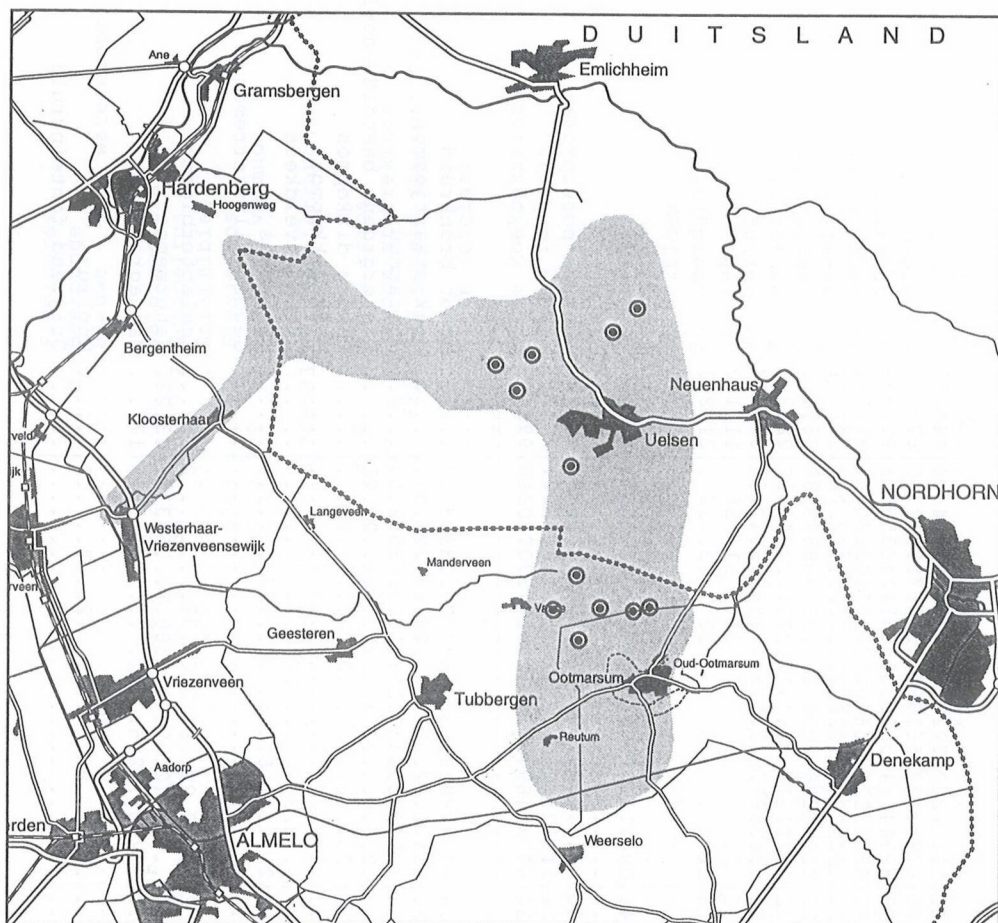 DUITSLAND
Ane
Emlichheim
Gramsbergen
Hardenberg
Hoogenweg
Bergentheim
Neuenhaus
Kloosterhaar
Uelsen
NORDHORN
Langeveen
Westerhaar-
Vriezenveensewijk
Manderveen
Geesteren
Oud-Ootmarsum
Ootmarsum
Vriezenveen
Tubbergen
Reutum
Denekamp
Aadorp
erden
ALMELO
Weerselo